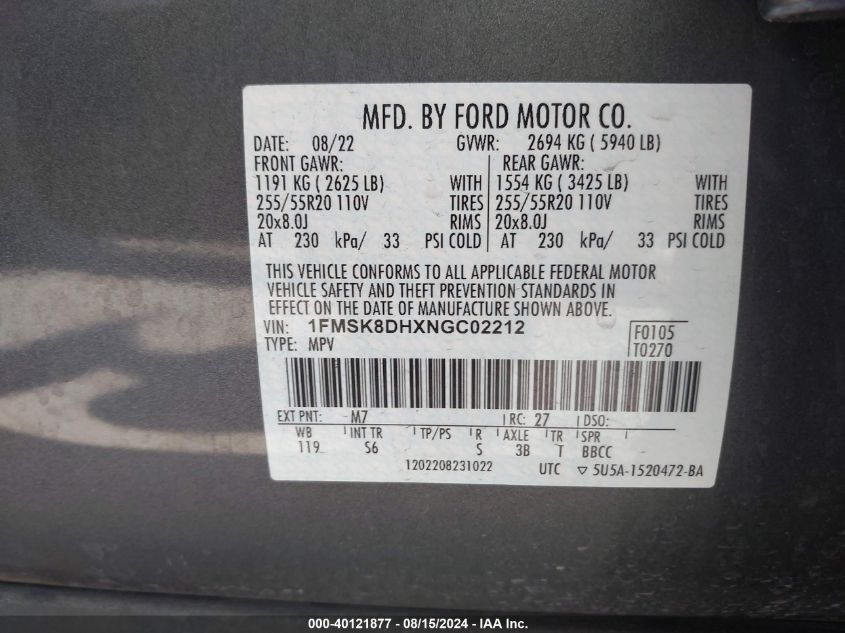 MFD. BY FORD MOTOR CO.
DATE: 08/22 GVWR: 2694 KG ( 5940 LB)
FRONT GAWR: REAR GAWR:
1191 KG ( 2625 LB) WITH 1554 KG ( 3425 LB) WITH
255/55R20 110V TIRES 255/55R20 110V TIRES
20x8.0J RIMS 20x8.0J RIMS
AT 230 kPa/ 33 PSI COLD AT 230 kPa/ 33 PSI COLD
THIS VEHICLE CONFORMS TO ALL APPLICABLE FEDERAL MOTOR
VEHICLE SAFETY AND THEFT PREVENTION STANDARDS IN
EFFECT ON THE DATE OF MANUFACTURE SHOWN ABOVE.
VIN: 1FMSK8DHXNGC02212 F0105
TYPE: MPV T0270
EXT PNT: M7 RC: 27 DSO:
WB INT TR TP/PS R AXLE TR SPR
119 S6 S 3B T BBCC
1202208231022 UTC ▽ 5U5A-1520472-BA
000-40121877 - 08/15/2024 - IAA Inc.